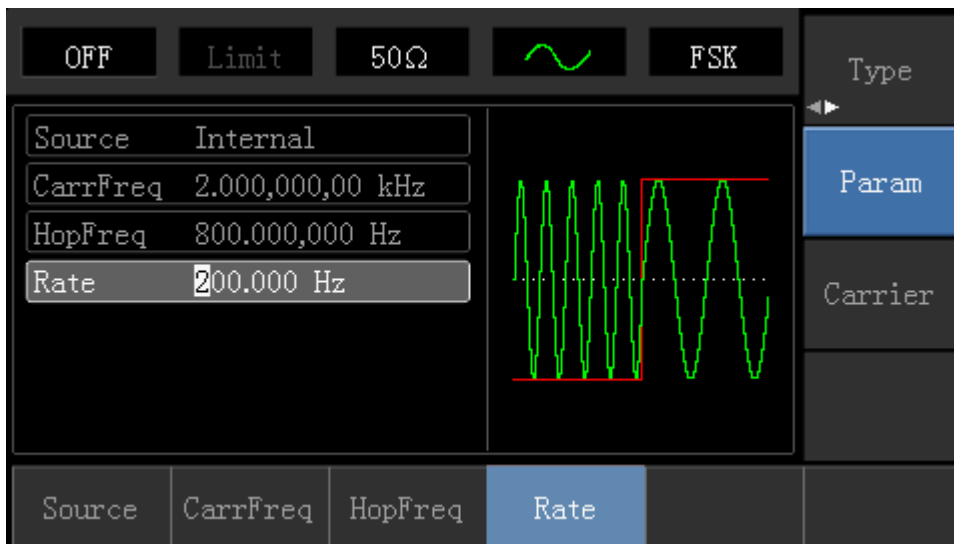 OFF Limit 50Ω FSK
Type
Source Internal
CarrFreq 2.000,000,00 kHz
Param
HopFreq 800.000,000 Hz
Rate 200.000 Hz
Carrier
Source CarrFreq HopFreq Rate